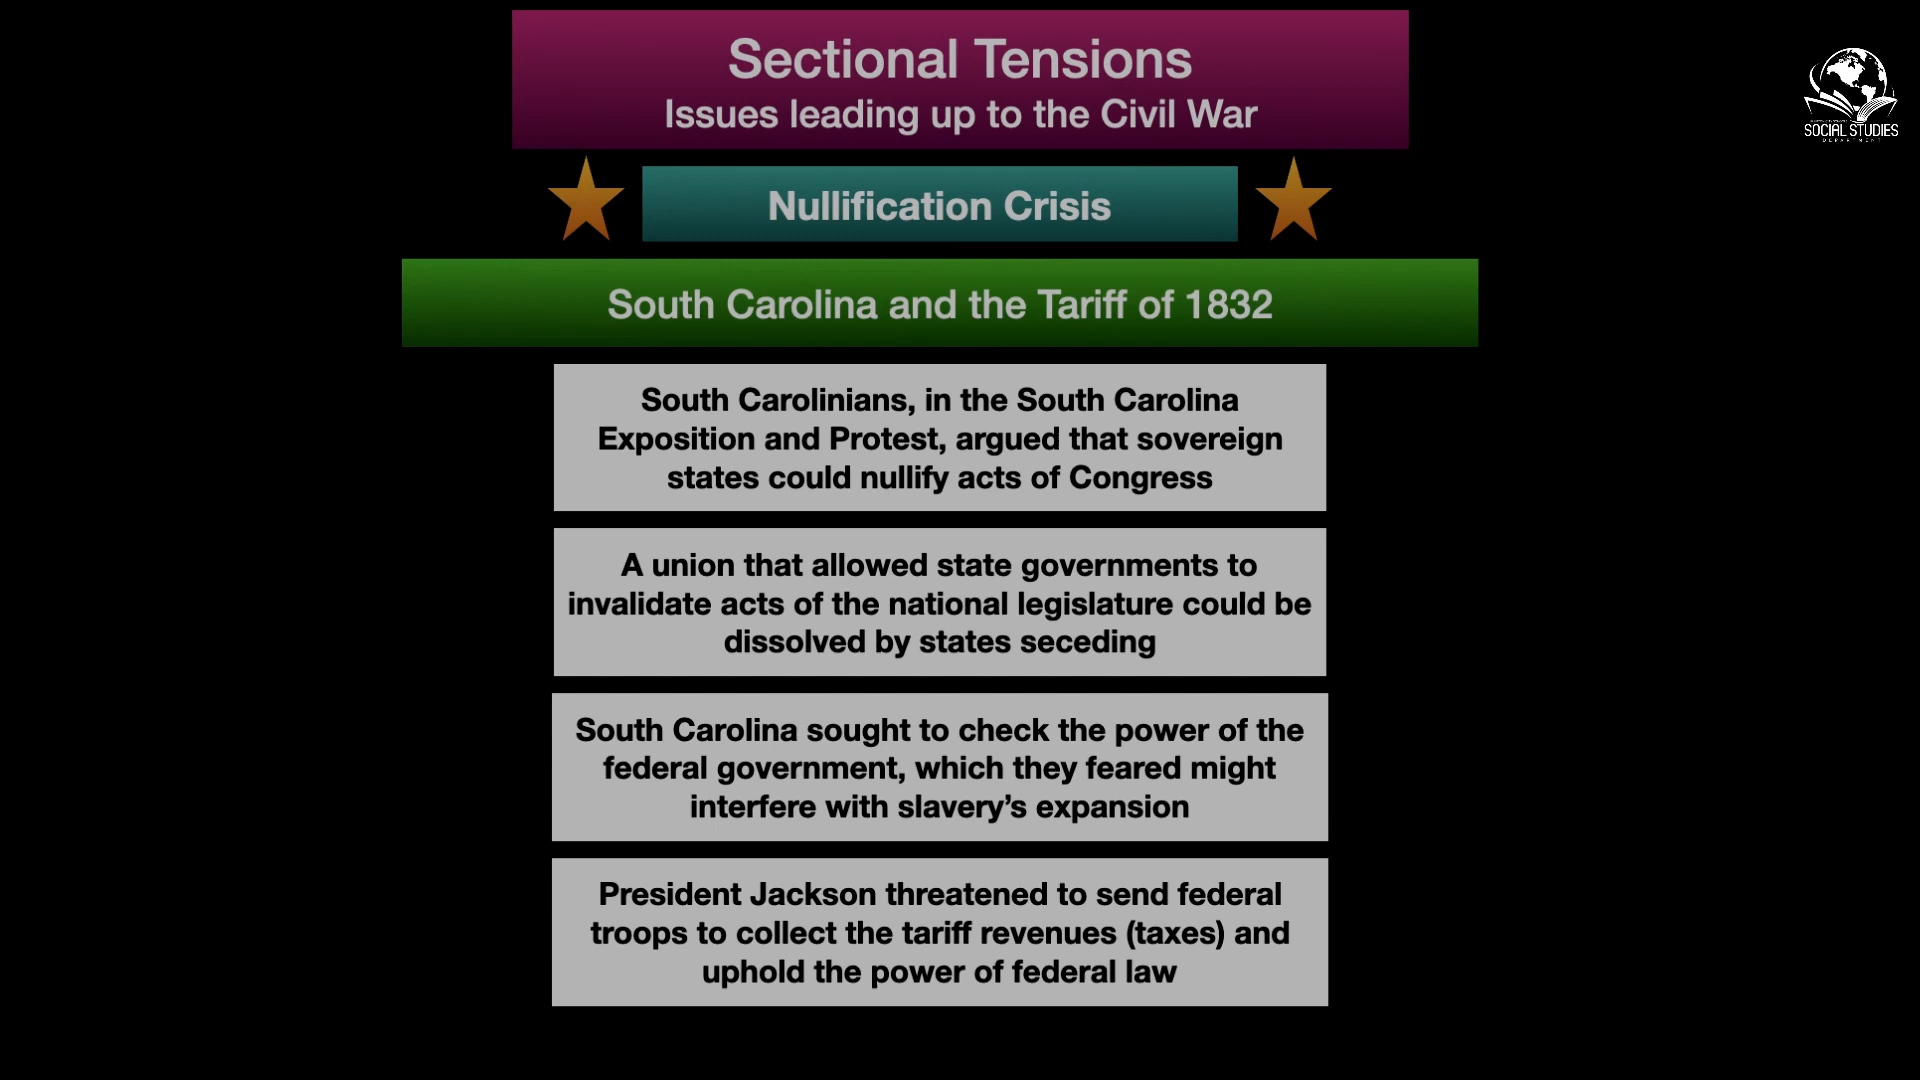 Sectional Tensions
Issues leading up to the Civil War
SOCIAL STUDIES
DEPARTMENT
Nullification Crisis
South Carolina and the Tariff of 1832
South Carolinians, in the South Carolina
Exposition and Protest, argued that sovereign
states could nullify acts of Congress
A union that allowed state governments to
invalidate acts of the national legislature could be
dissolved by states seceding
South Carolina sought to check the power of the
federal government, which they feared might
interfere with slavery’s expansion
President Jackson threatened to send federal
troops to collect the tariff revenues (taxes) and
uphold the power of federal law